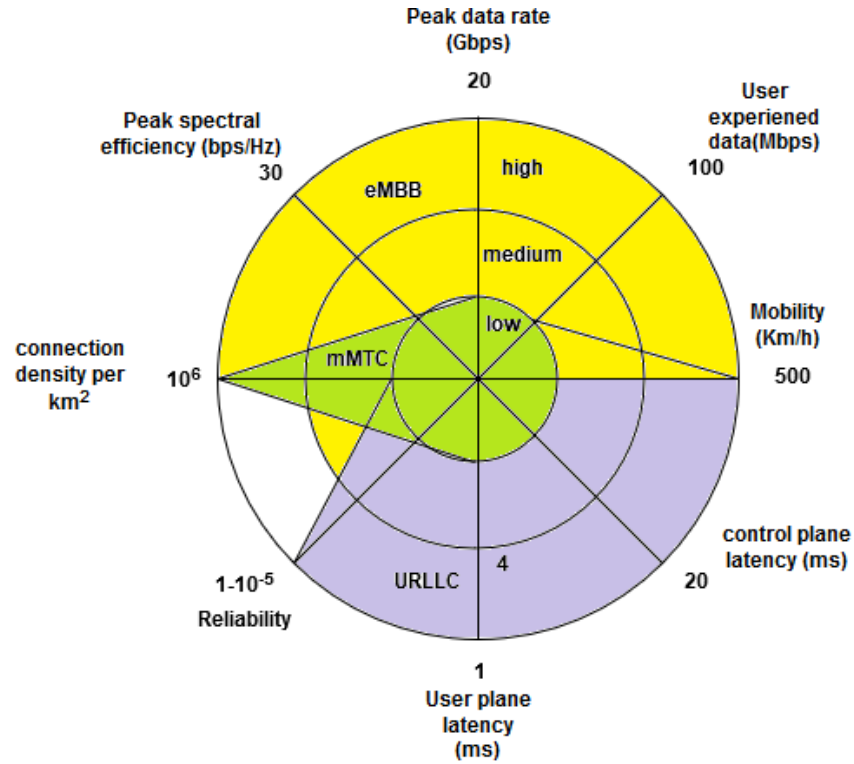 Peak data rate
(Gbps)
20
User
experiened
data(Mbps)
100
Peak spectral
efficiency (bps/Hz)
30
eMBB
high
medium
low
mMTC
Mobility
(Km/h)
500
connection
density per
km²
10⁶
control plane
latency (ms)
20
4
URLLC
1-10⁻⁵
Reliability
1
User plane
latency
(ms)